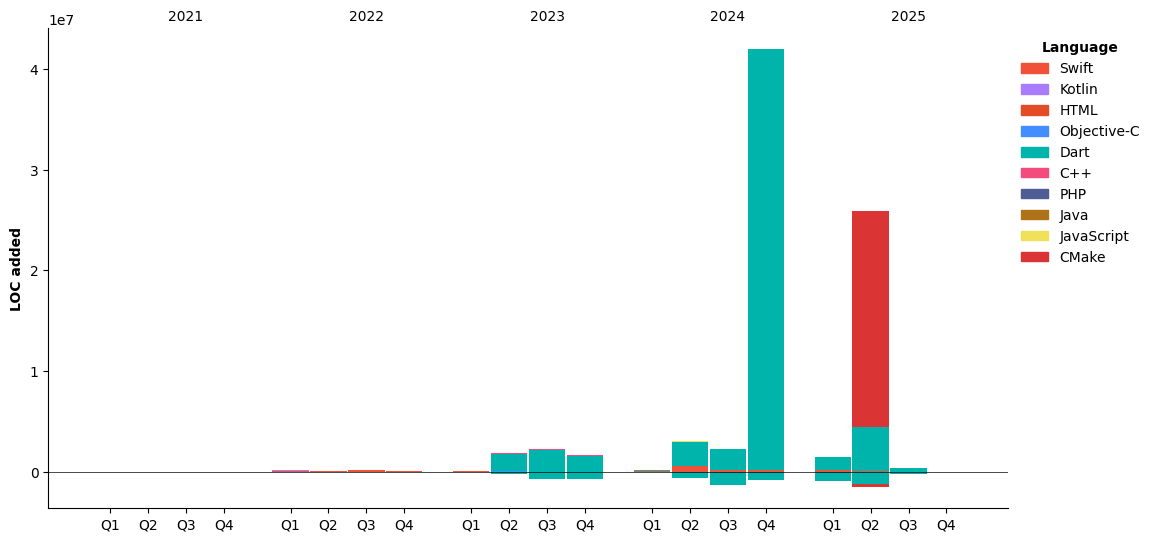 2021 2022 2023 2024 2025
1e7
4
3
2
1
0
LOC added
Q1 Q2 Q3 Q4 Q1 Q2 Q3 Q4 Q1 Q2 Q3 Q4 Q1 Q2 Q3 Q4 Q1 Q2 Q3 Q4
Language
Swift
Kotlin
HTML
Objective-C
Dart
C++
PHP
Java
JavaScript
CMake